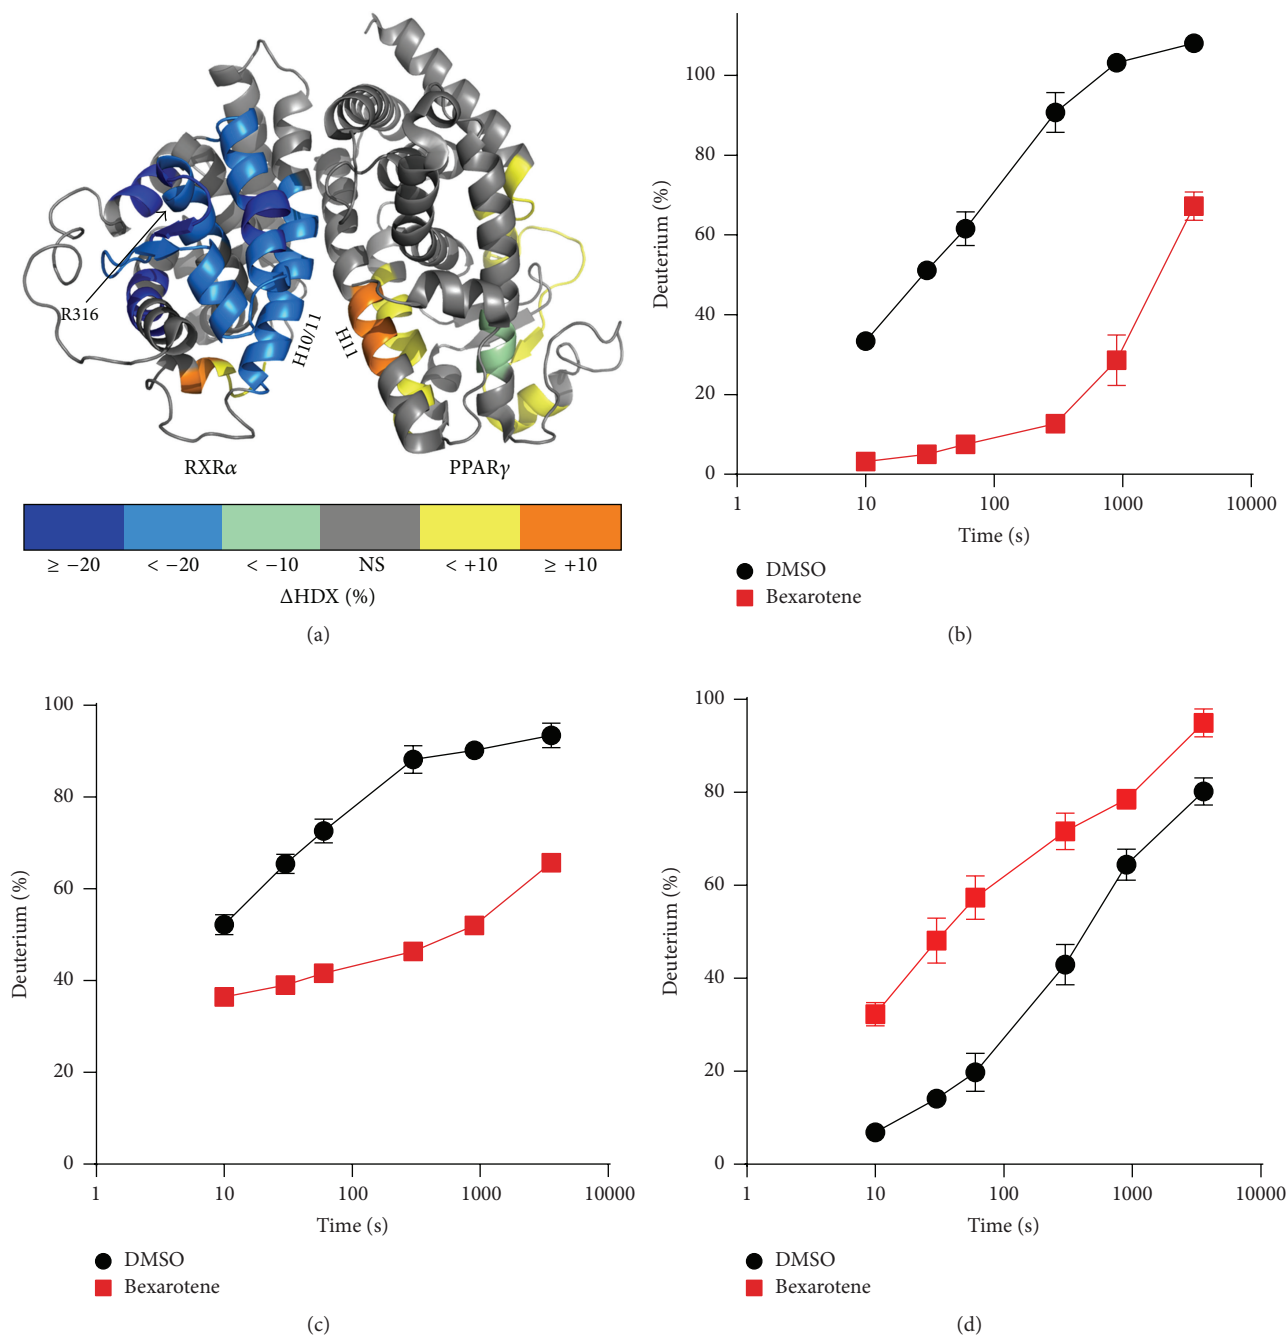 R316
H10/11
H11
RXRα
PPARγ
≥ −20
< −20
< −10
NS
< +10
≥ +10
ΔHDX (%)
(a)
100
80
60
40
20
0
Deuterium (%)
1
10
100
1000
10000
Time (s)
DMSO
Bexarotene
(b)
100
80
60
40
20
0
Deuterium (%)
1
10
100
1000
10000
Time (s)
DMSO
Bexarotene
(c)
100
80
60
40
20
0
Deuterium (%)
1
10
100
1000
10000
Time (s)
DMSO
Bexarotene
(d)